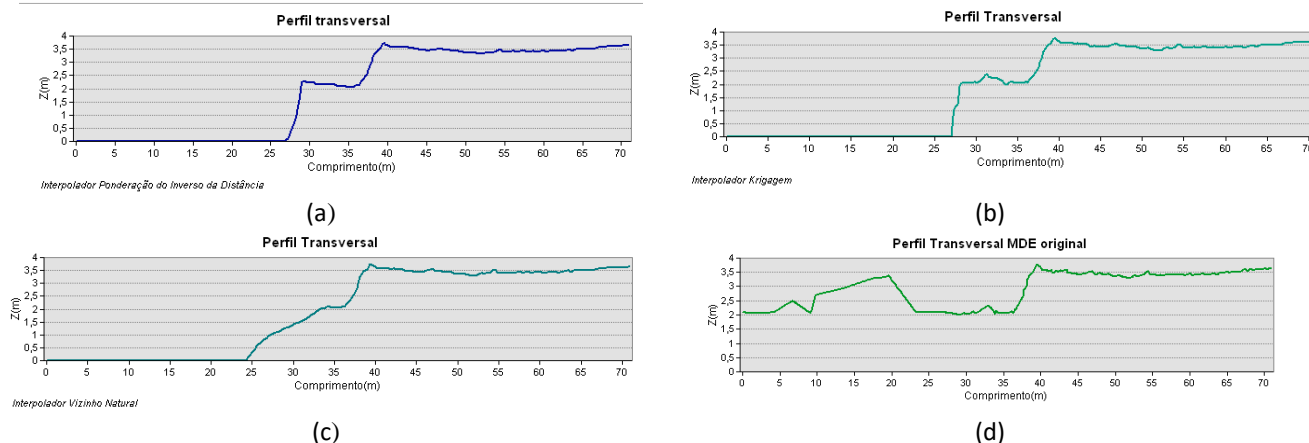 Perfil transversal
Z(m)
4
3,5
3
2,5
2
1,5
1
0,5
0
0 5 10 15 20 25 30 35 40 45 50 55 60 65 70
Comprimento(m)
Interpolador Ponderação do Inverso da Distância
(a)
Perfil Transversal
Z(m)
4
3,5
3
2,5
2
1,5
1
0,5
0
0 5 10 15 20 25 30 35 40 45 50 55 60 65 70
Comprimento(m)
Interpolador Krigagem
(b)
Perfil Transversal
Z(m)
4
3,5
3
2,5
2
1,5
1
0,5
0
0 5 10 15 20 25 30 35 40 45 50 55 60 65 70
Comprimento(m)
Interpolador Vizinho Natural
(c)
Perfil Transversal MDE original
Z(m)
4
3,5
3
2,5
2
1,5
1
0,5
0
0 5 10 15 20 25 30 35 40 45 50 55 60 65 70
Comprimento(m)
(d)